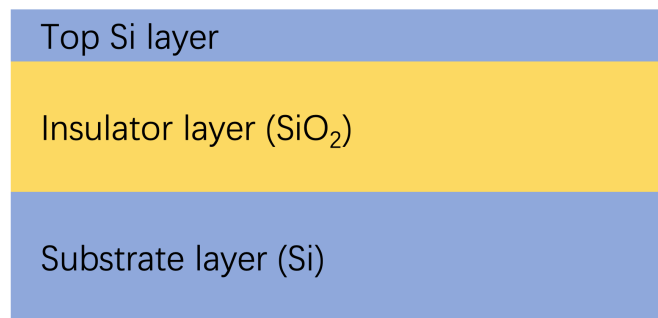 Top Si layer
Insulator layer (SiO₂)
Substrate layer (Si)